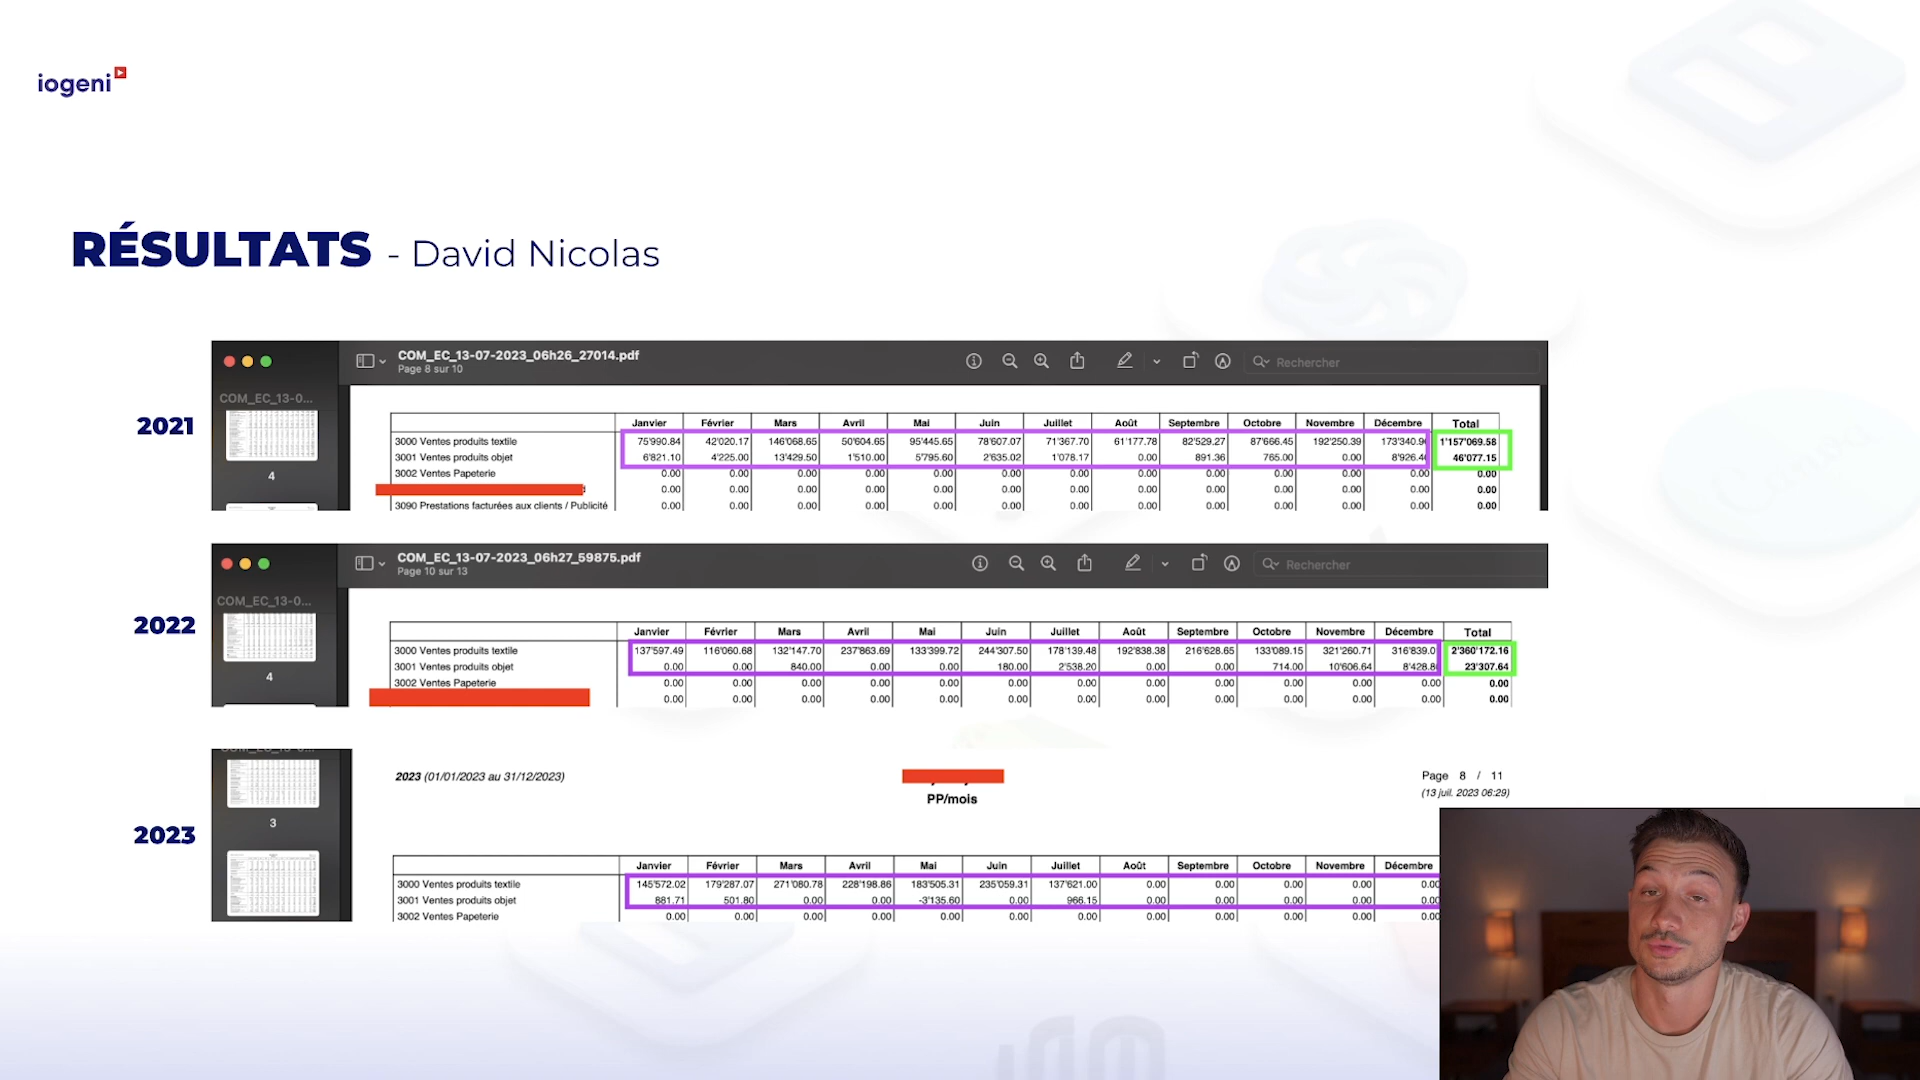 iogeni
RÉSULTATS - David Nicolas
2021
COM_EC_13-07-2023_06h26_27014.pdf
Page 8 sur 10
Rechercher
COM_EC_13-0...
4
Janvier Février Mars Avril Mai Juin Juillet Août Septembre Octobre Novembre Décembre Total
3000 Ventes produits textile 75'990.84 42'020.17 146'068.65 50'604.65 95'445.65 78'607.07 71'367.70 61'177.78 82'529.27 87'666.45 192'250.39 173'340.9 1'157'069.58
3001 Ventes produits objet 6'821.10 4'225.00 13'429.50 1'510.00 5'795.60 2'635.02 1'078.17 0.00 891.36 765.00 0.00 8'926.4 46'077.15
3002 Ventes Papeterie 0.00 0.00 0.00 0.00 0.00 0.00 0.00 0.00 0.00 0.00 0.00 0.00 0.00
0.00 0.00 0.00 0.00 0.00 0.00 0.00 0.00 0.00 0.00 0.00 0.00 0.00
3090 Prestations facturées aux clients / Publicité 0.00 0.00 0.00 0.00 0.00 0.00 0.00 0.00 0.00 0.00 0.00 0.00 0.00
2022
COM_EC_13-07-2023_06h27_59875.pdf
Page 10 sur 13
Rechercher
COM_EC_13-0...
4
Janvier Février Mars Avril Mai Juin Juillet Août Septembre Octobre Novembre Décembre Total
3000 Ventes produits textile 137'597.49 116'060.68 132'147.70 237'863.69 133'399.72 244'307.50 178'139.48 192'838.38 216'628.65 133'089.15 321'260.71 316'839.0 2'360'172.16
3001 Ventes produits objet 0.00 0.00 840.00 0.00 0.00 180.00 2'538.20 0.00 0.00 714.00 10'606.64 8'428.8 23'307.64
3002 Ventes Papeterie 0.00 0.00 0.00 0.00 0.00 0.00 0.00 0.00 0.00 0.00 0.00 0.00 0.00
0.00 0.00 0.00 0.00 0.00 0.00 0.00 0.00 0.00 0.00 0.00 0.00 0.00
2023
3
2023 (01/01/2023 au 31/12/2023)
PP/mois
Page 8 / 11
(13 juil. 2023 06:29)
Janvier Février Mars Avril Mai Juin Juillet Août Septembre Octobre Novembre Décembre
3000 Ventes produits textile 145'572.02 179'287.07 271'080.78 228'198.86 183'505.31 235'059.31 137'621.00 0.00 0.00 0.00 0.00 0.00
3001 Ventes produits objet 881.71 501.80 0.00 0.00 -3'135.60 0.00 966.15 0.00 0.00 0.00 0.00 0.00
3002 Ventes Papeterie 0.00 0.00 0.00 0.00 0.00 0.00 0.00 0.00 0.00 0.00 0.00 0.00